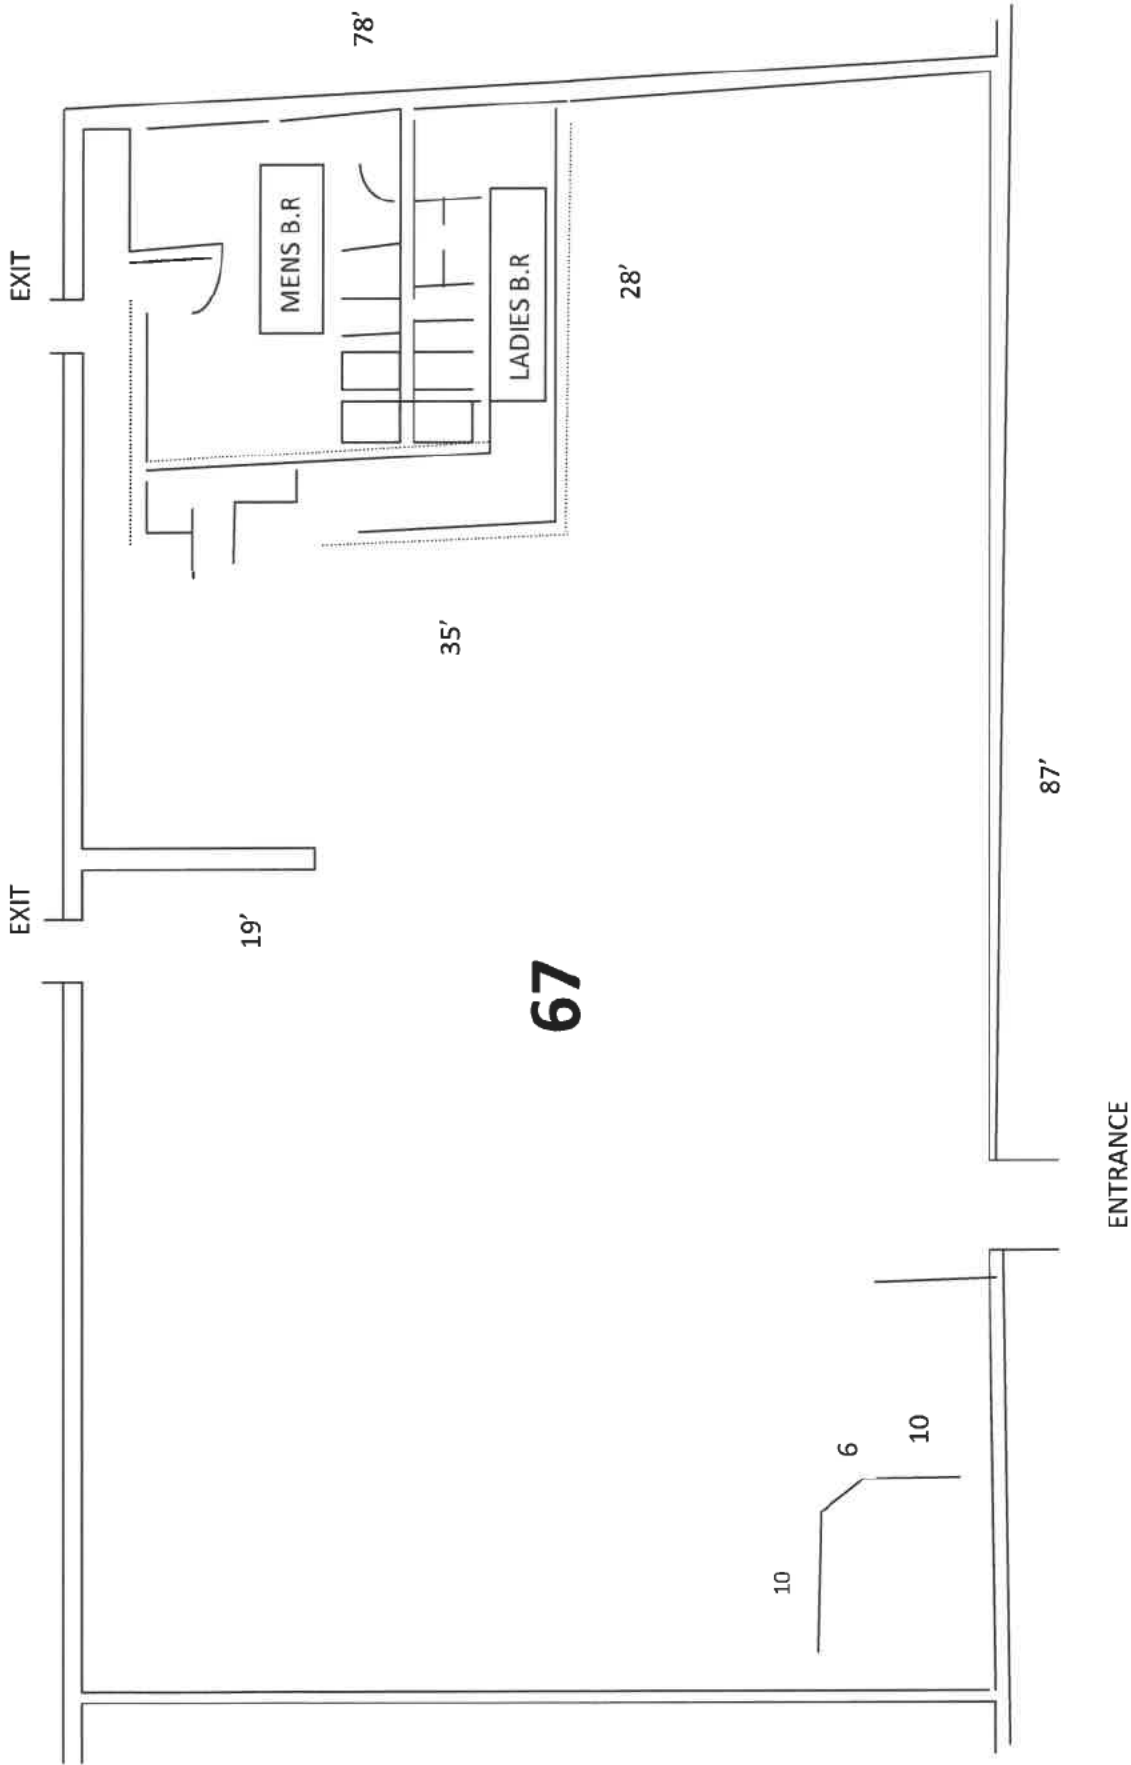 EXIT
EXIT
78'
MENS B.R
LADIES B.R
28'
35'
19'
67
87'
ENTRANCE
6
10
10